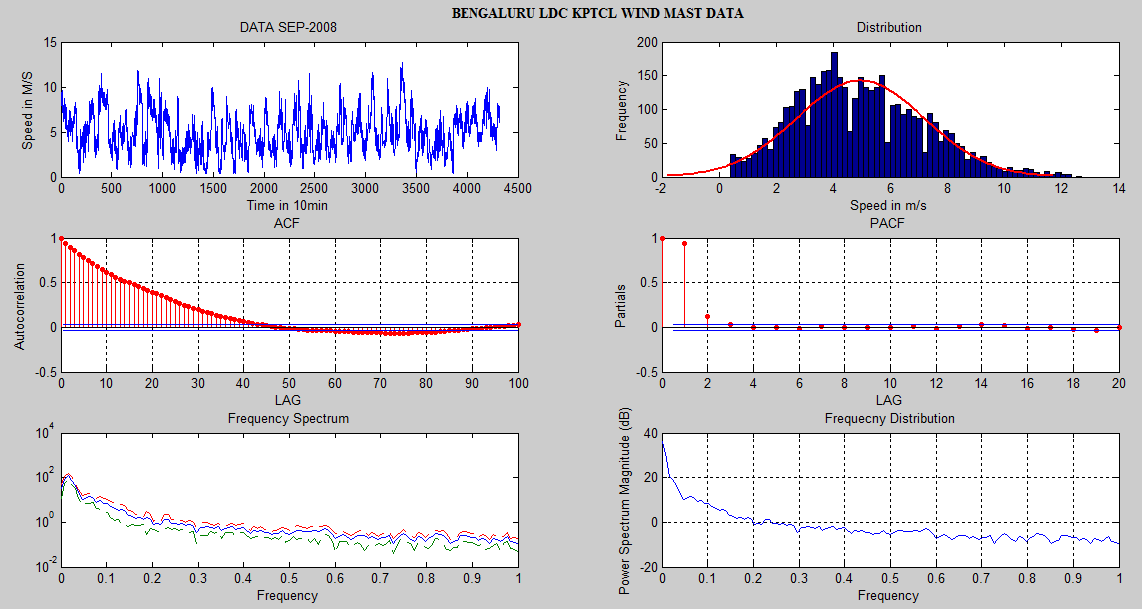 BENGALURU LDC KPTCL WIND MAST DATA
DATA SEP-2008
Speed in M/S
15
10
5
0
0 500 1000 1500 2000 2500 3000 3500 4000 4500
Time in 10min
Distribution
Frequency
200
150
100
50
0
-2 0 2 4 6 8 10 12 14
Speed in m/s
ACF
Autocorrelation
1
0.5
0
-0.5
0 10 20 30 40 50 60 70 80 90 100
LAG
PACF
Partials
1
0.5
0
-0.5
0 2 4 6 8 10 12 14 16 18 20
LAG
Frequency Spectrum
10^4
10^2
10^0
10^-2
0 0.1 0.2 0.3 0.4 0.5 0.6 0.7 0.8 0.9 1
Frequency
Frequecny Distribution
Power Spectrum Magnitude (dB)
40
20
0
-20
0 0.1 0.2 0.3 0.4 0.5 0.6 0.7 0.8 0.9 1
Frequency